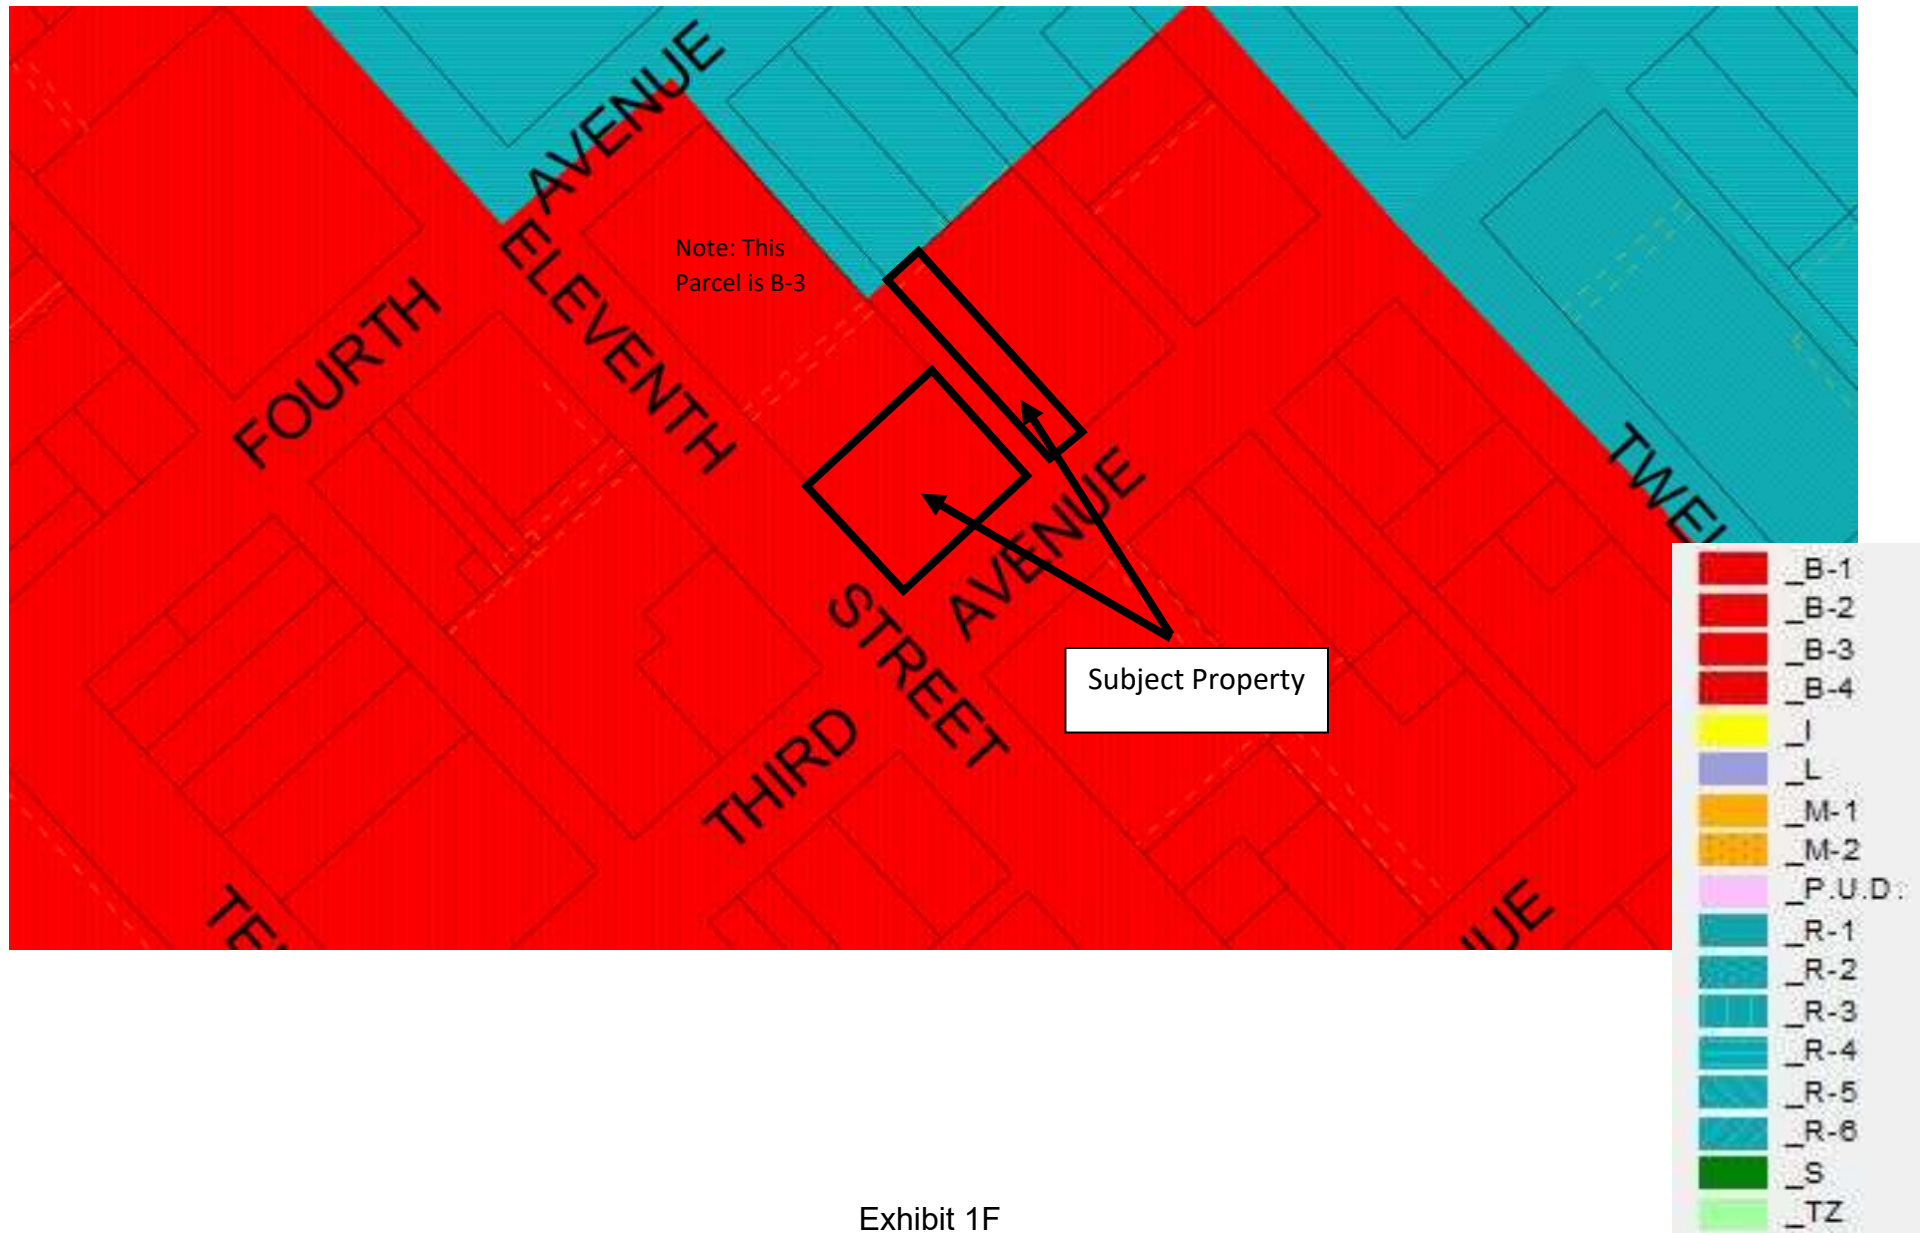 AVENUE
ELEVENTH
Note: This
Parcel is B-3
FOURTH
AVENUE
STREET
THIRD
Subject Property
_B-1
_B-2
_B-3
_B-4
_I
_L
_M-1
_M-2
_P.U.D.:
_R-1
_R-2
_R-3
_R-4
_R-5
_R-6
_S
_TZ
Exhibit 1F